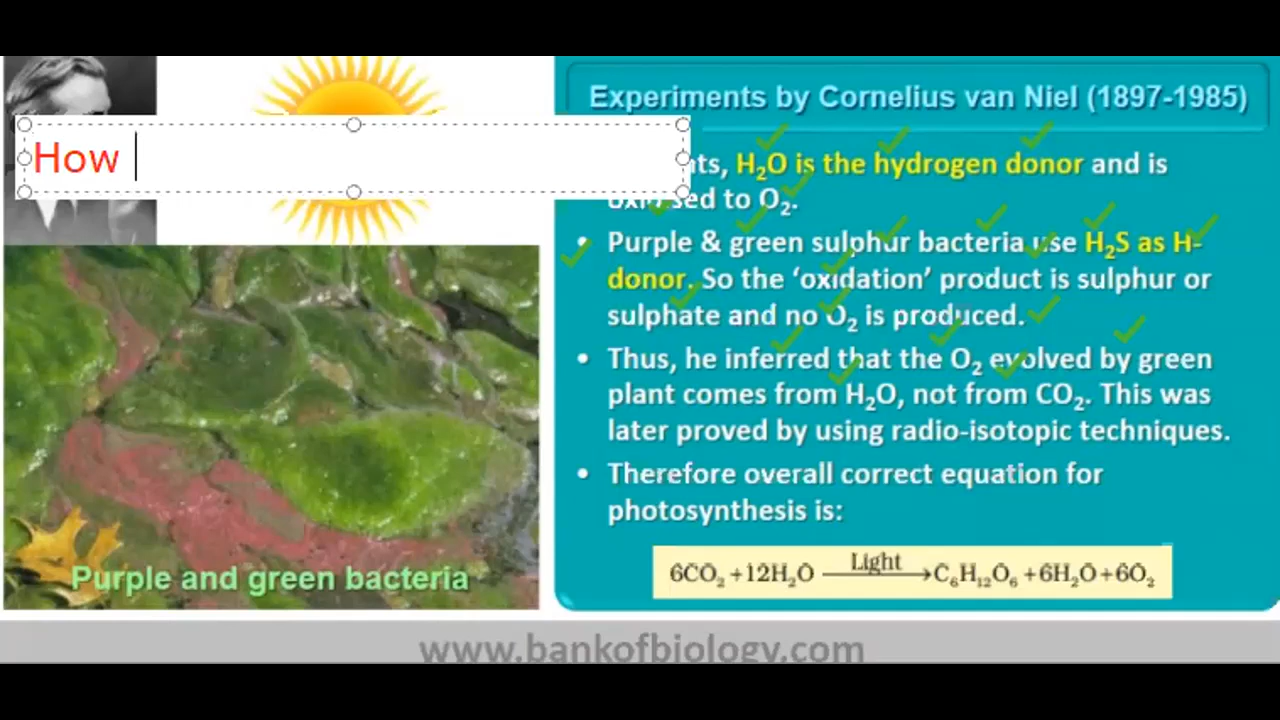 Experiments by Cornelius van Niel (1897-1985)
How
H₂O is the hydrogen donor and is
to O₂.
• Purple & green sulphur bacteria use H₂S as H-
donor. So the ‘oxidation’ product is sulphur or
sulphate and no O₂ is produced.
• Thus, he inferred that the O₂ evolved by green
plant comes from H₂O, not from CO₂. This was
later proved by using radio-isotopic techniques.
• Therefore overall correct equation for
photosynthesis is:
Light
6CO₂ +12H₂O ⟶ C₆H₁₂O₆ +6H₂O+6O₂
Purple and green bacteria
www.bankofbiology.com